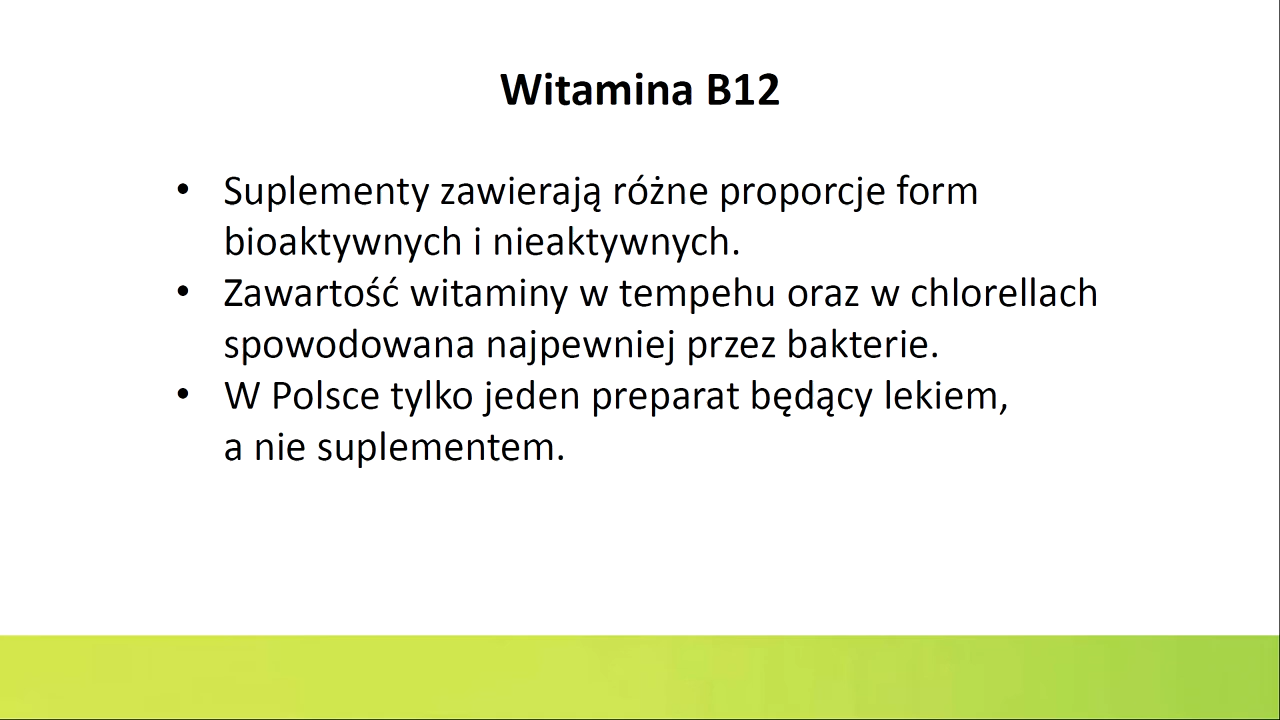 Witamina B12
• Suplementy zawierają różne proporcje form
bioaktywnych i nieaktywnych.
• Zawartość witaminy w tempehu oraz w chlorellach
spowodowana najpewniej przez bakterie.
• W Polsce tylko jeden preparat będący lekiem,
a nie suplementem.